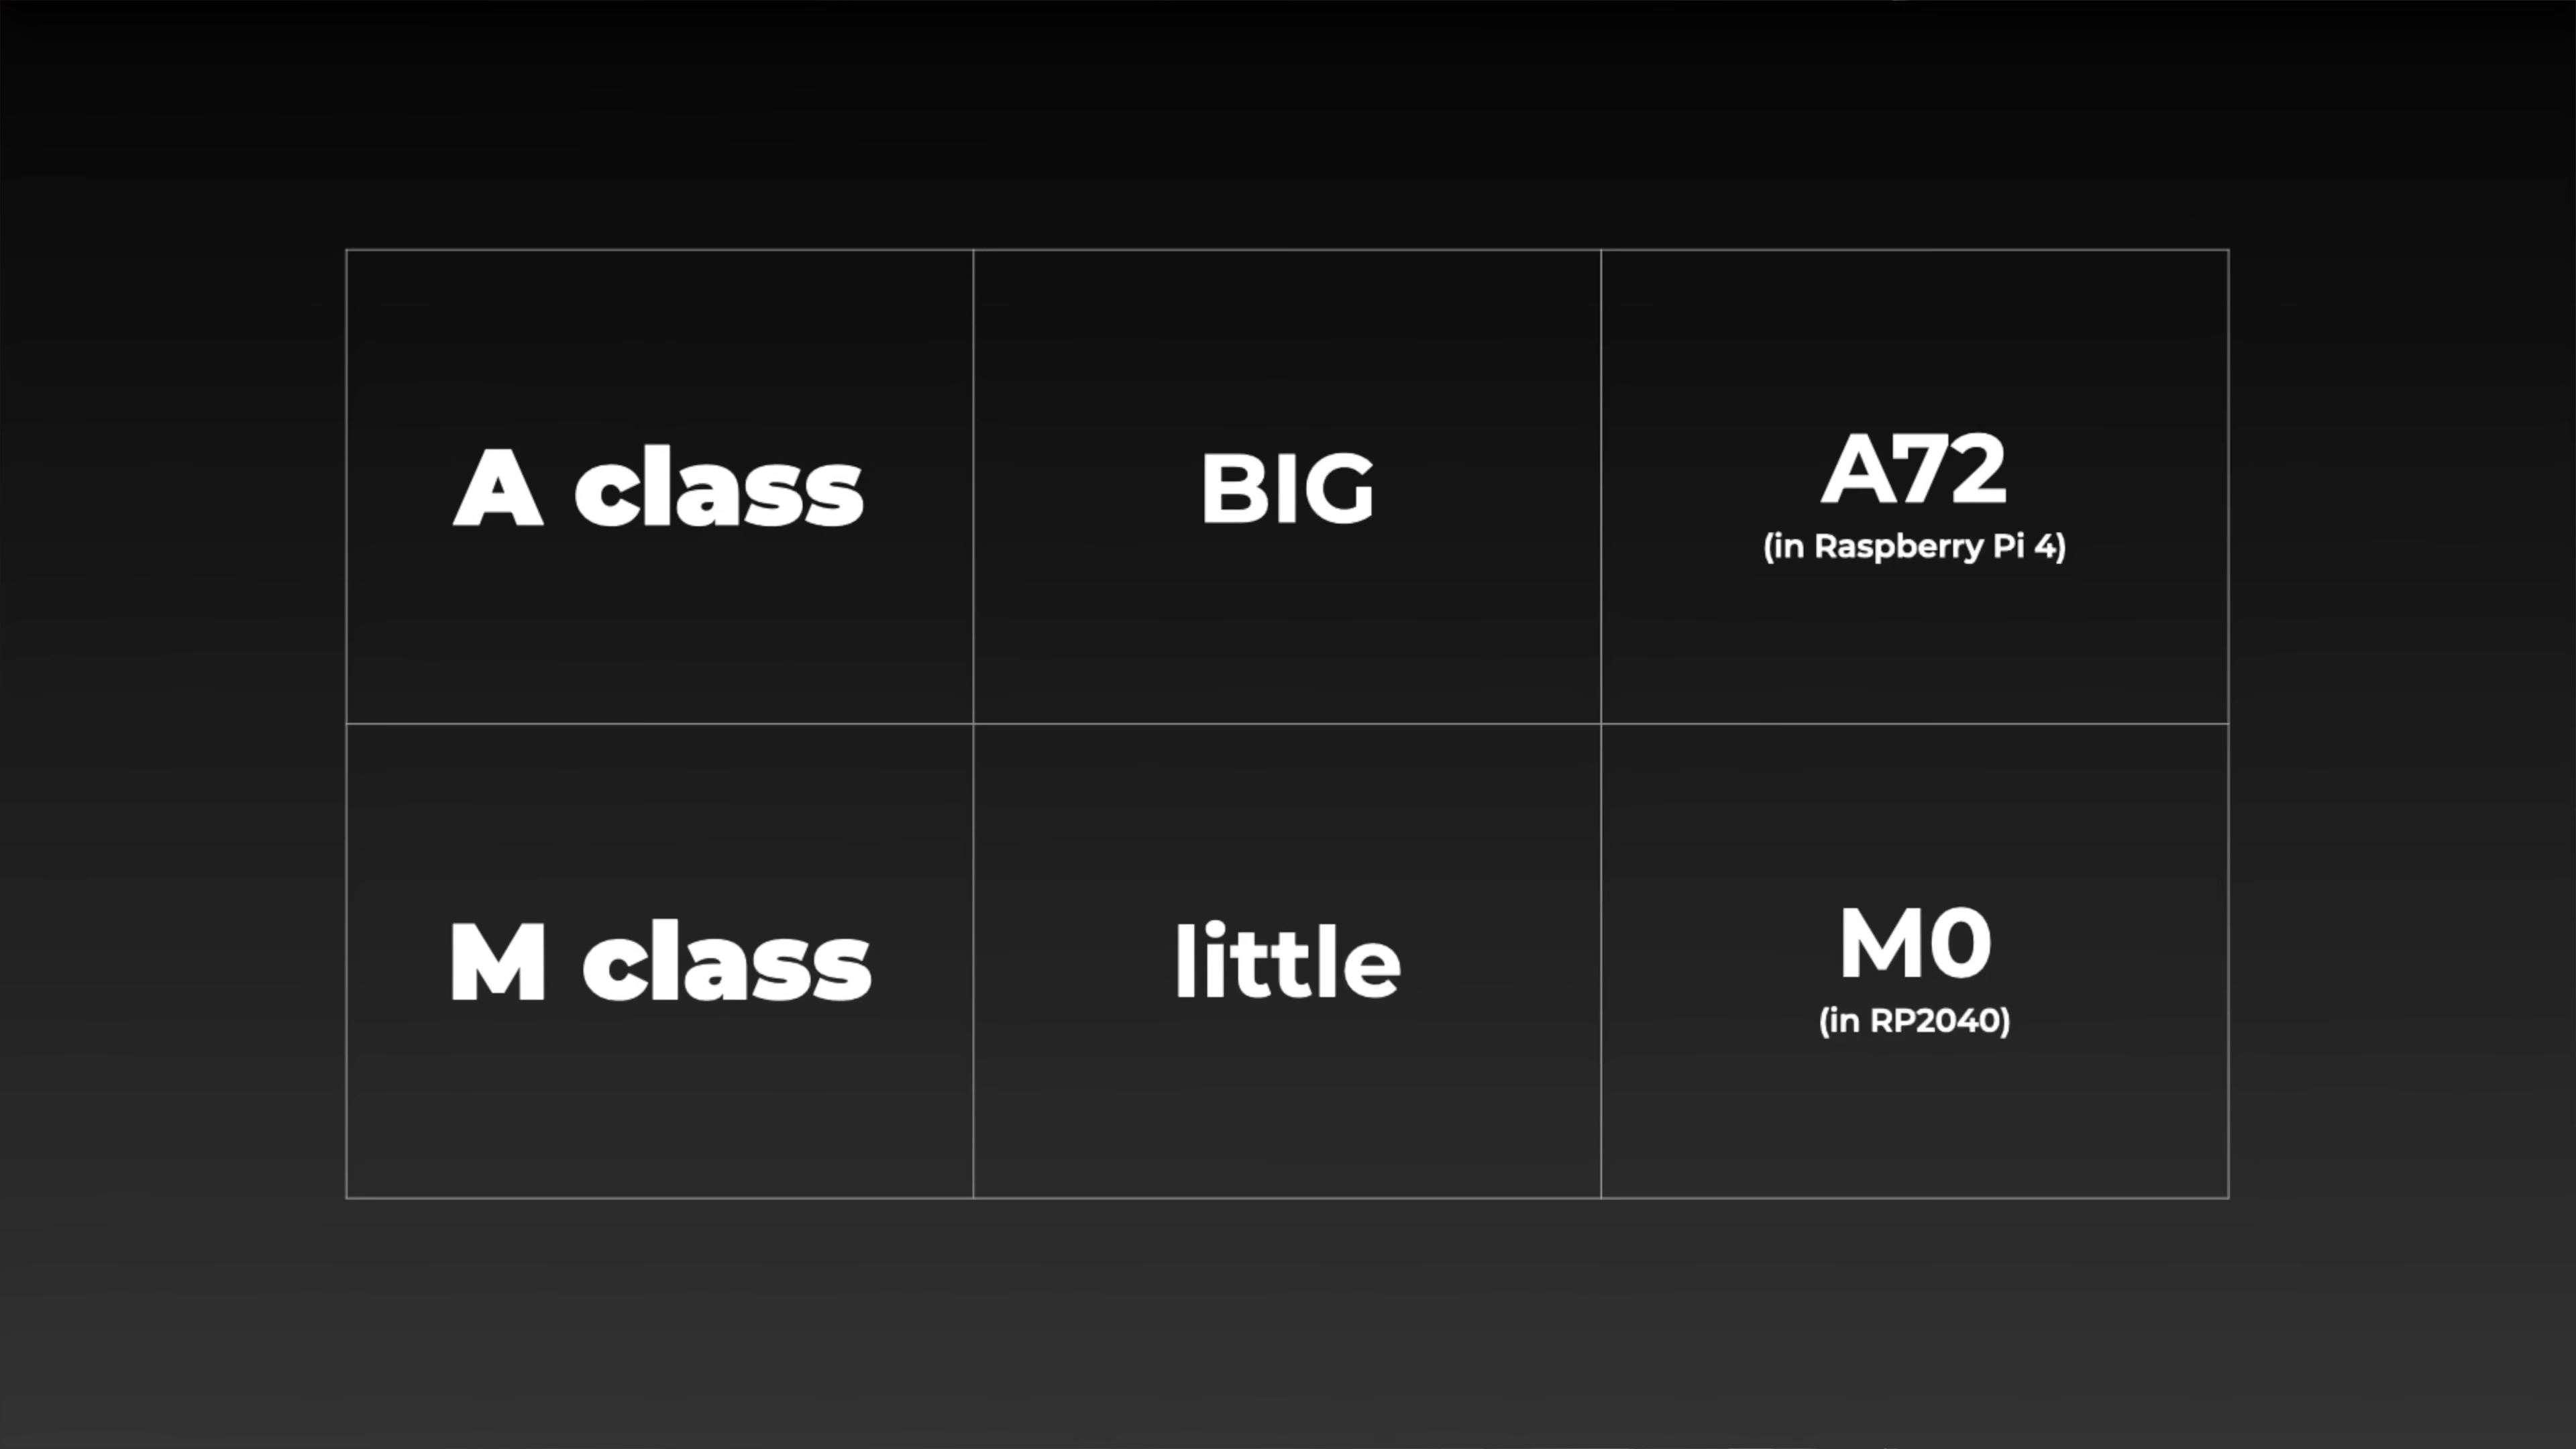 A class
BIG
A72
(in Raspberry Pi 4)
M class
little
M0
(in RP2040)